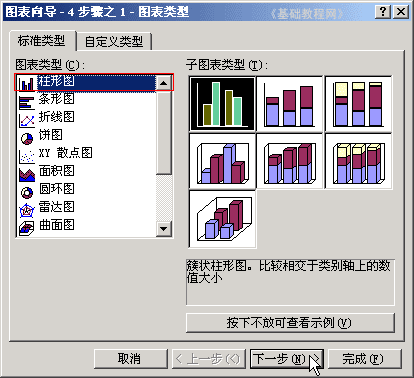 图表向导 - 4 步骤之 1 - 图表类型
《基础教程网》
标准类型
自定义类型
图表类型(C):
柱形图
条形图
折线图
饼图
XY 散点图
面积图
圆环图
雷达图
曲面图
子图表类型(T):
簇状柱形图。比较相交于类别轴上的数
值大小
按下不放可查看示例(V)
取消
< 上一步(<)
下一步(N) >
完成(F)